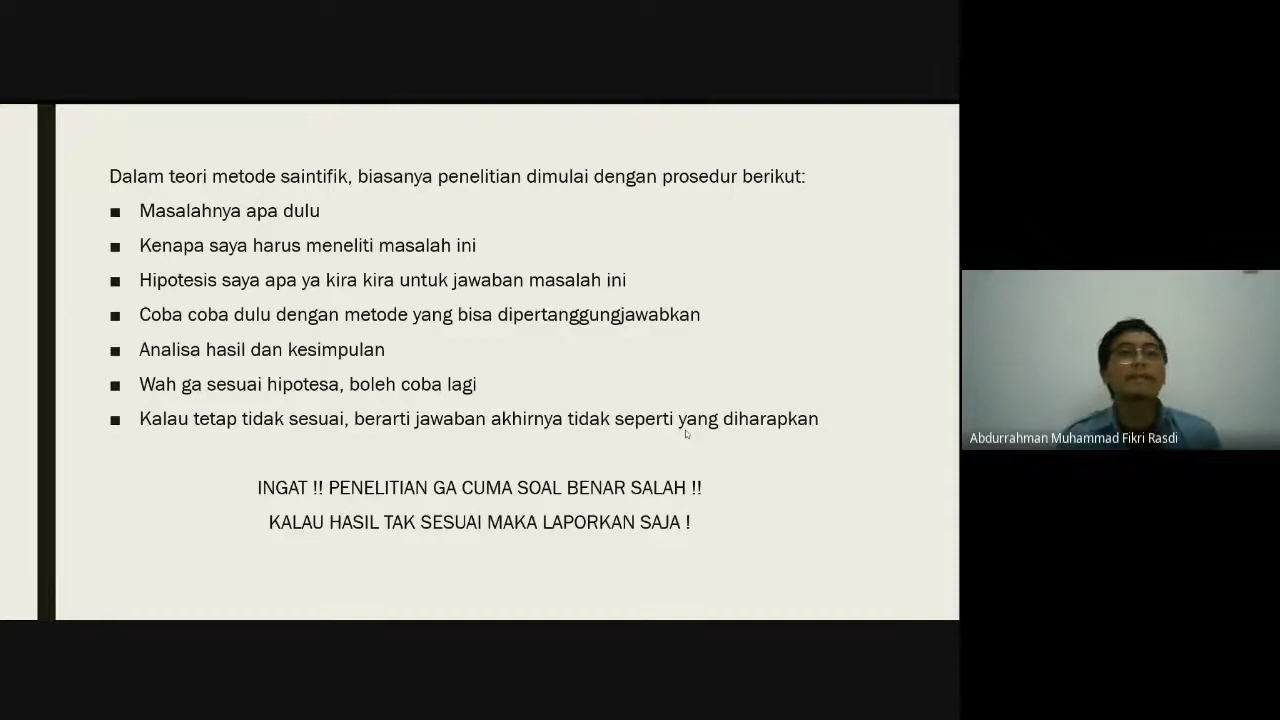 Dalam teori metode saintifik, biasanya penelitian dimulai dengan prosedur berikut:
■ Masalahnya apa dulu
■ Kenapa saya harus meneliti masalah ini
■ Hipotesis saya apa ya kira kira untuk jawaban masalah ini
■ Coba coba dulu dengan metode yang bisa dipertanggungjawabkan
■ Analisa hasil dan kesimpulan
■ Wah ga sesuai hipotesa, boleh coba lagi
■ Kalau tetap tidak sesuai, berarti jawaban akhirnya tidak seperti yang diharapkan
INGAT !! PENELITIAN GA CUMA SOAL BENAR SALAH !!
KALAU HASIL TAK SESUAI MAKA LAPORKAN SAJA !
Abdurrahman Muhammad Fikri Rasdi